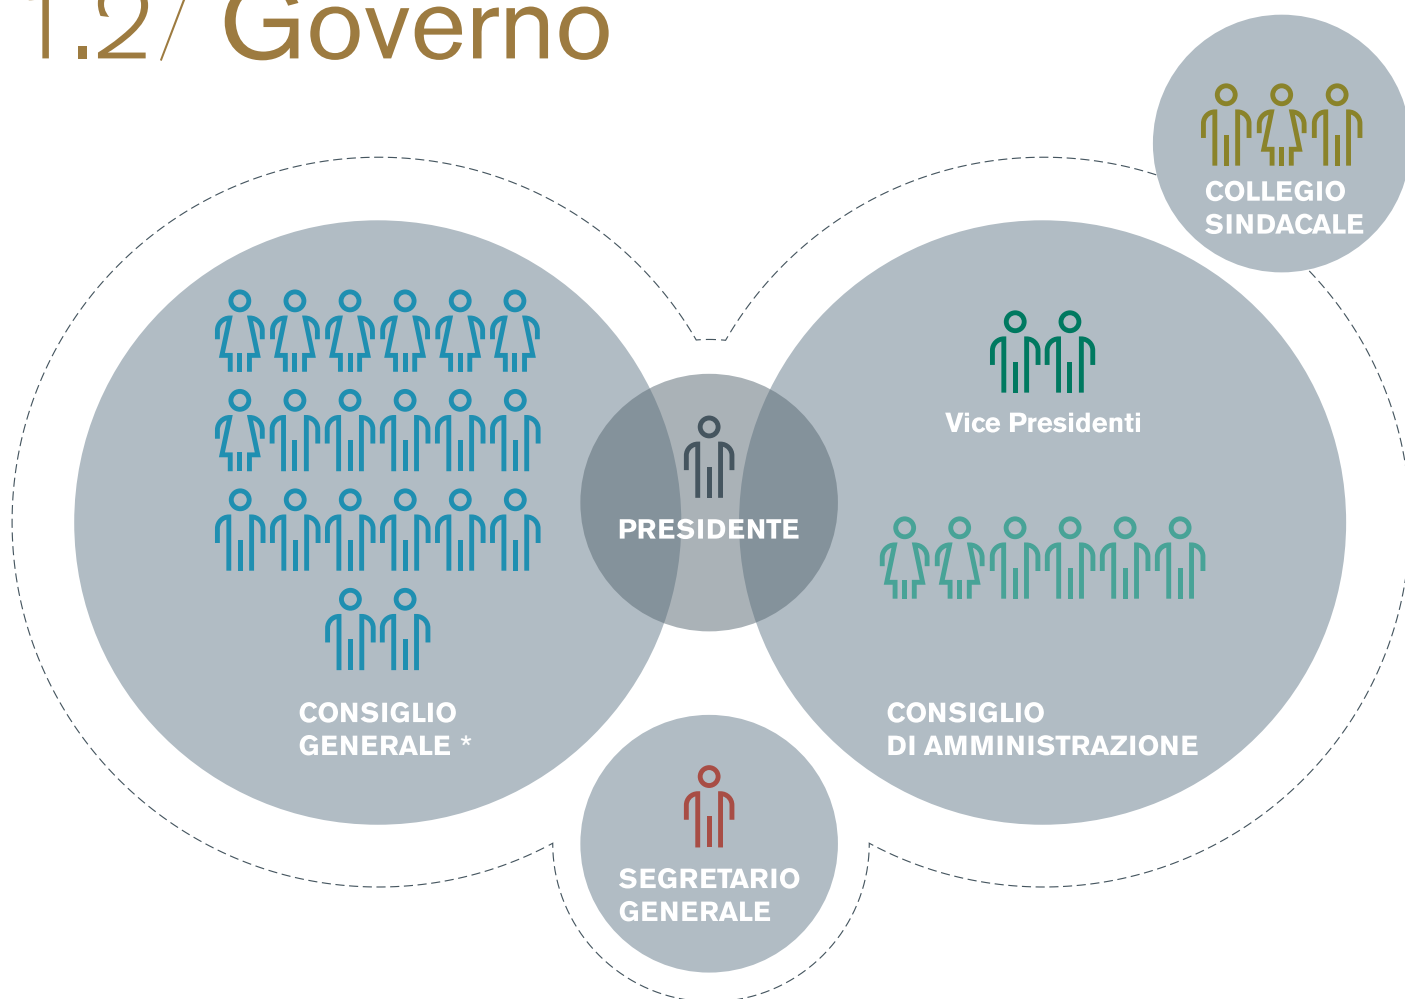 1.2/ Governo
COLLEGIO
SINDACALE
Vice Presidenti
PRESIDENTE
CONSIGLIO
GENERALE *
CONSIGLIO
DI AMMINISTRAZIONE
SEGRETARIO
GENERALE